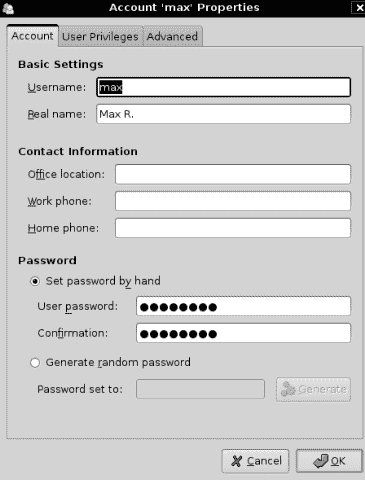 Account 'max' Properties
Account User Privileges Advanced
Basic Settings
Username: max
Real name: Max R.
Contact Information
Office location:
Work phone:
Home phone:
Password
Set password by hand
User password: ●●●●●●●●
Confirmation: ●●●●●●●●
Generate random password
Password set to: Generate
Cancel OK